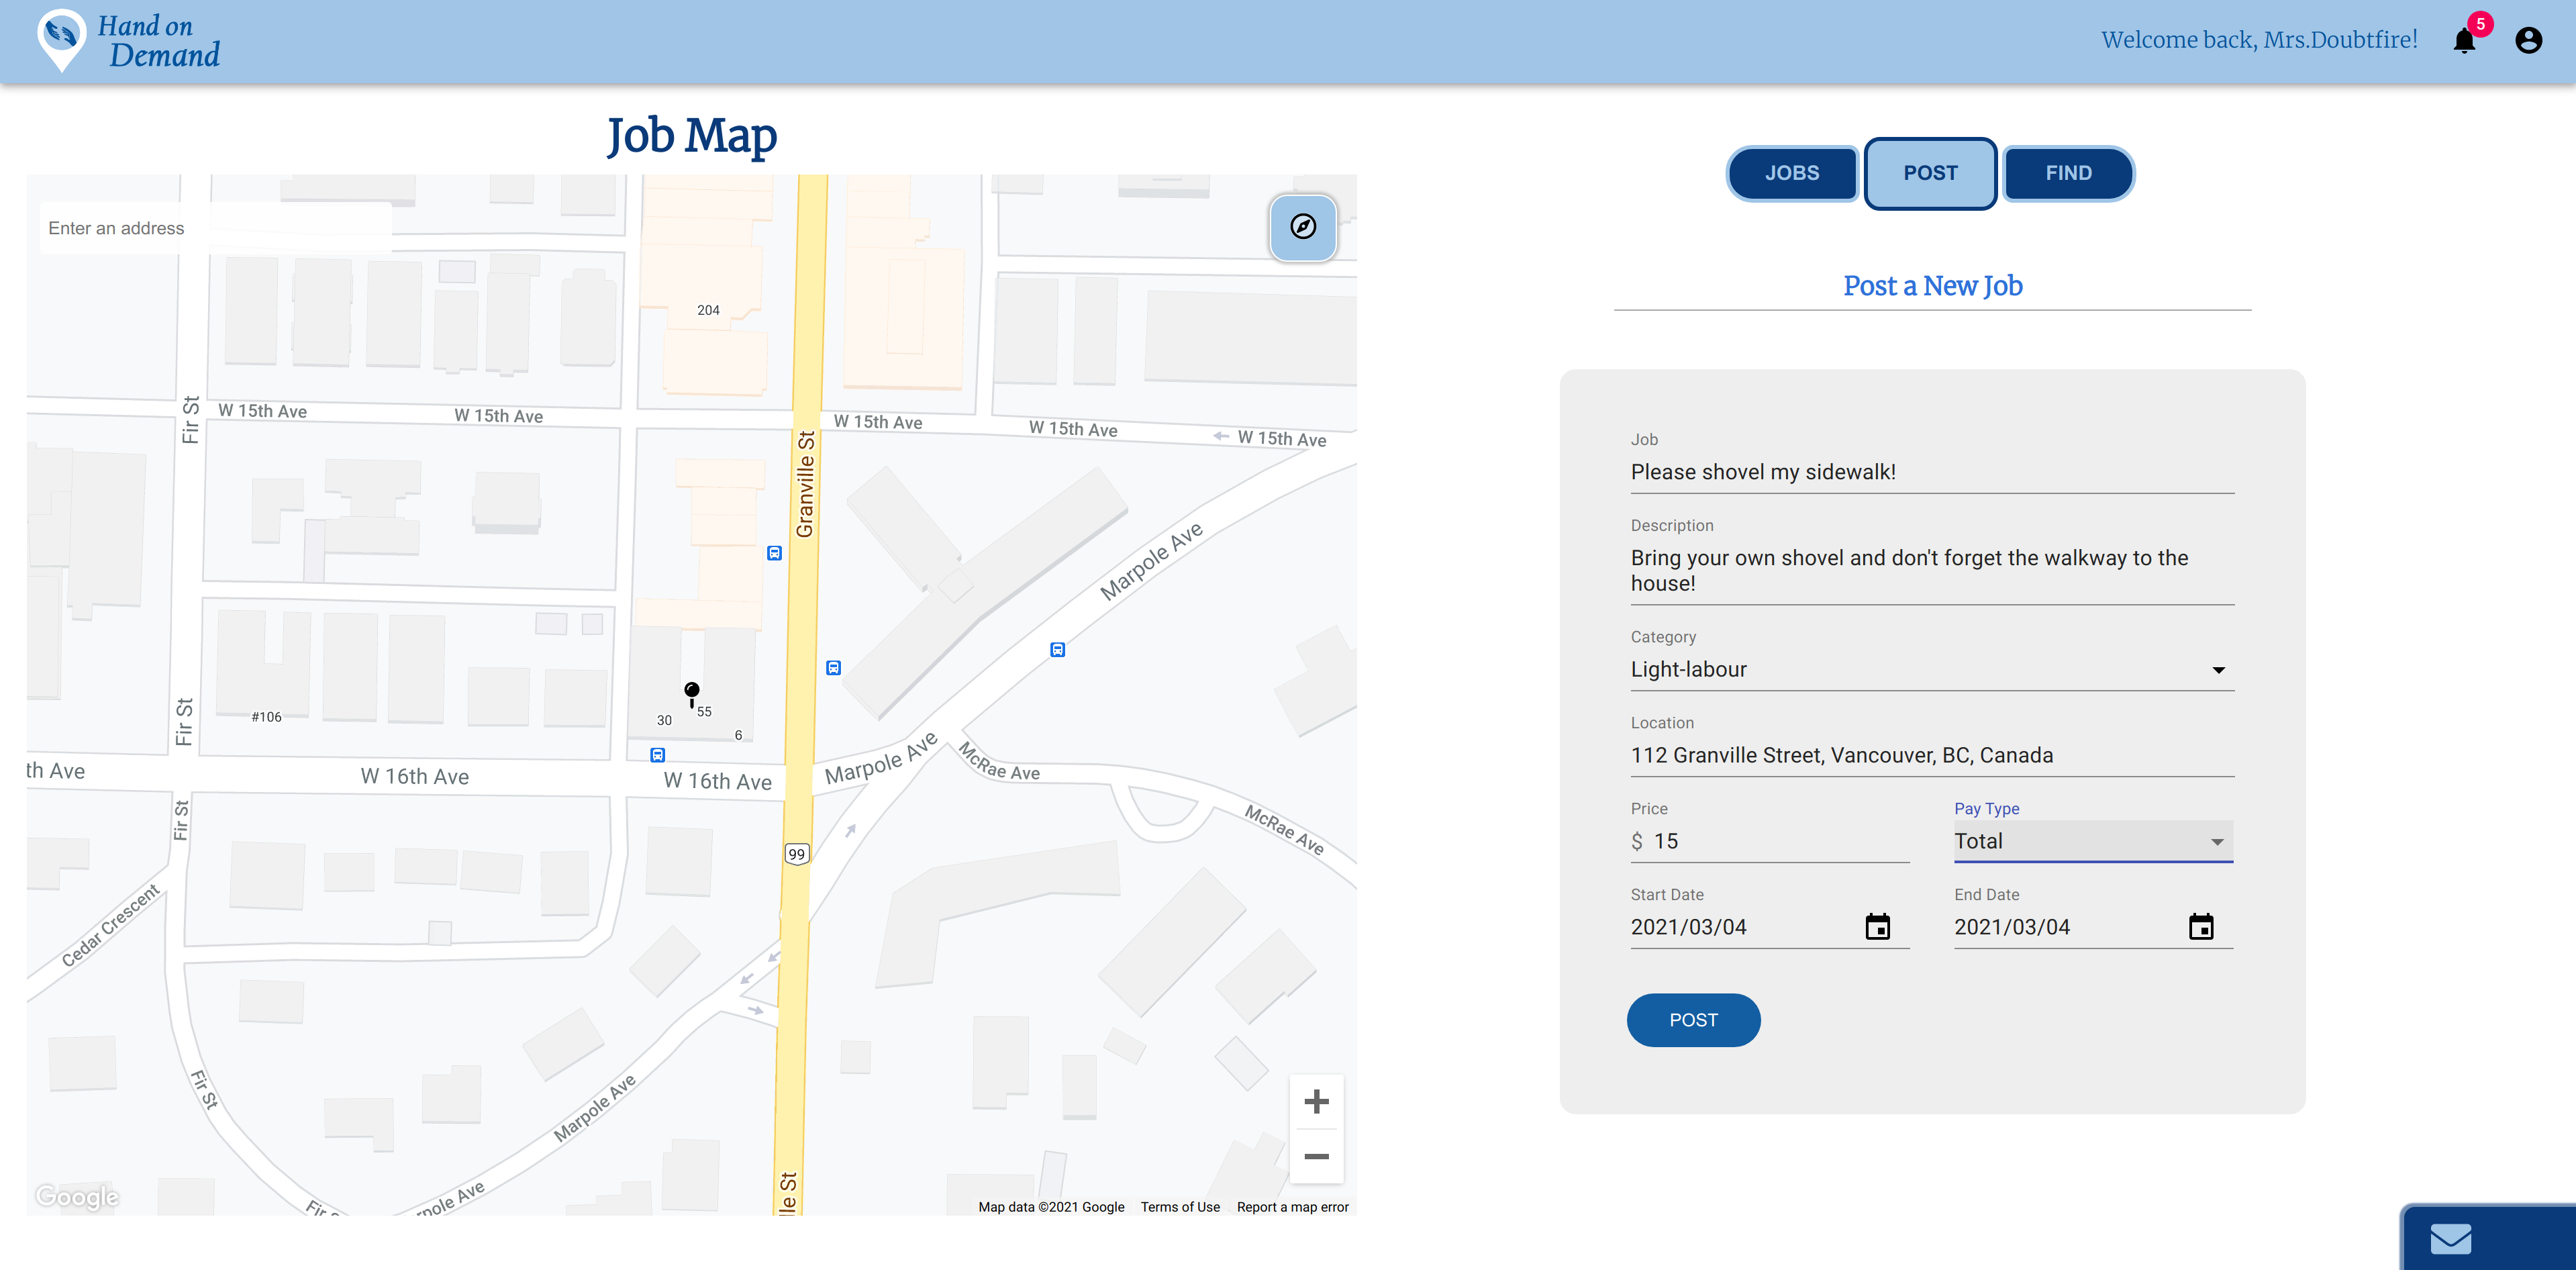 Hand on
Demand
Welcome back, Mrs.Doubtfire!
5
Job Map
Enter an address
204
Fir St
W 15th Ave
W 15th Ave
W 15th Ave
W 15th Ave
W 15th Ave
Granville St
Marpole Ave
Fir St
#106
30
55
6
th Ave
W 16th Ave
W 16th Ave
Marpole Ave
McRae Ave
McRae Ave
Fir St
99
Cedar Crescent
Fir St
Marpole Ave
rpole Ave
Fir S
lle St
Google
Map data ©2021 Google
Terms of Use
Report a map error
JOBS
POST
FIND
Post a New Job
Job
Please shovel my sidewalk!
Description
Bring your own shovel and don't forget the walkway to the
house!
Category
Light-labour
Location
112 Granville Street, Vancouver, BC, Canada
Price
Pay Type
$ 15
Total
Start Date
End Date
2021/03/04
2021/03/04
POST